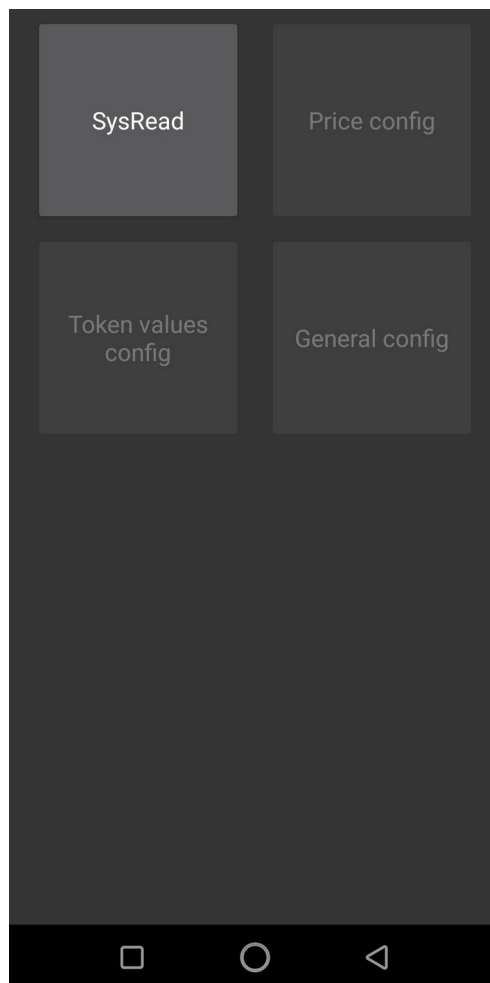 SysRead
Price config
Token values
config
General config